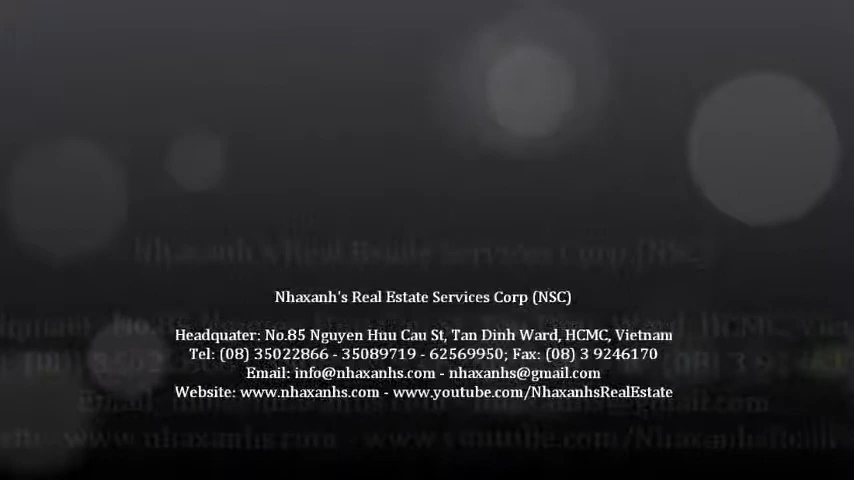 Nhaxanh's Real Estate Services Corp (NSC)
Headquater: No.85 Nguyen Huu Cau St, Tan Dinh Ward, HCMC, Vietnam
Tel: (08) 35022866 - 35089719 - 62569950; Fax: (08) 3 9246170
Email: info@nhaxanhs.com - nhaxanhs@gmail.com
Website: www.nhaxanhs.com - www.youtube.com/NhaxanhsRealEstate